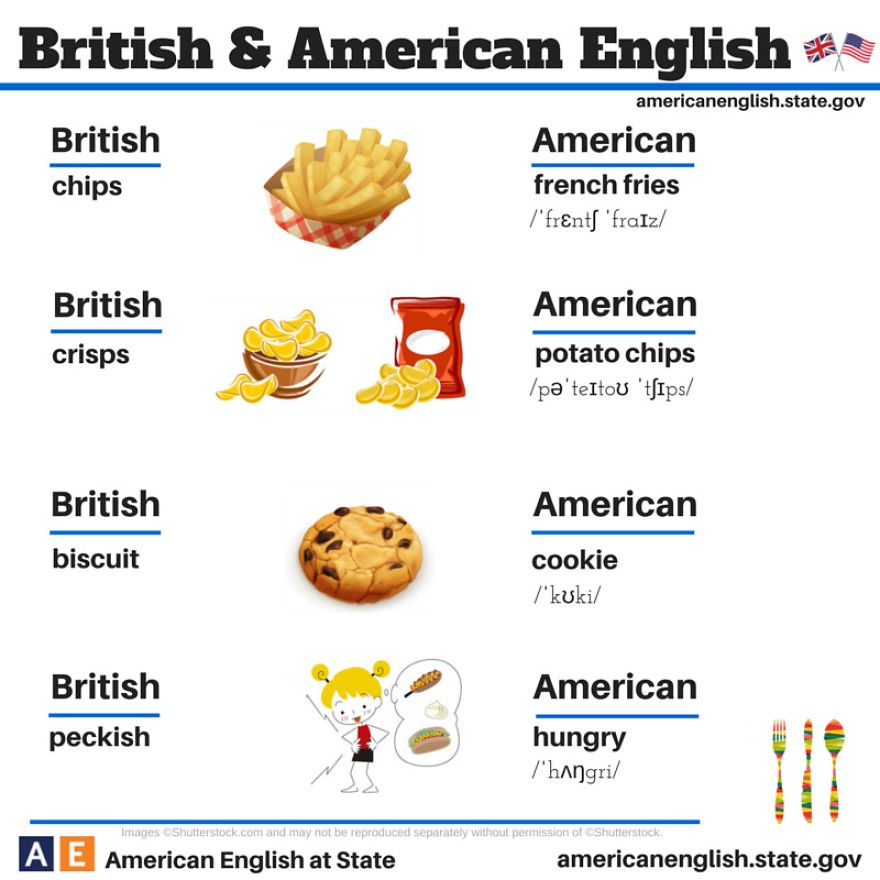 British & American English
americanenglish.state.gov
British
American
chips
french fries
/ˈfrɛntʃ ˈfraɪz/
British
American
crisps
potato chips
/pəˈteɪtoʊ ˈtʃɪps/
British
American
biscuit
cookie
/ˈkʊki/
British
American
peckish
hungry
/ˈhʌŋgri/
Images ©Shutterstock.com and may not be reproduced separately without permission of ©Shutterstock.
AE American English at State
americanenglish.state.gov